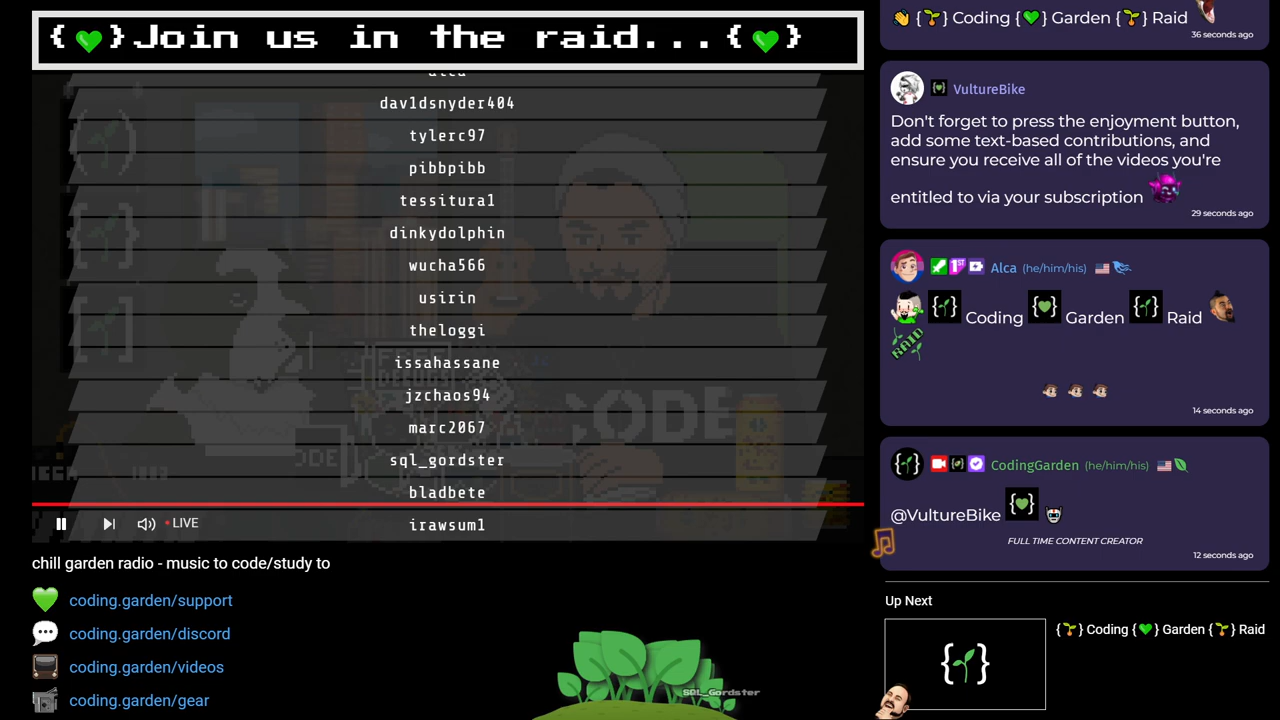 {💚}Join us in the raid...{💚}
alca
dav1dsnyder404
tylerc97
pibbpibb
tessitura1
dinkydolphin
wucha566
usirin
theloggi
issahassane
jzchaos94
marc2067
sql_gordster
bladbete
irawsum1
CODE
LIVE
chill garden radio - music to code/study to
coding.garden/support
coding.garden/discord
coding.garden/videos
coding.garden/gear
SQL_Gordster
👋 {🌱} Coding {💚} Garden {🌱} Raid
36 seconds ago
VultureBike
Don't forget to press the enjoyment button,
add some text-based contributions, and
ensure you receive all of the videos you're
entitled to via your subscription
29 seconds ago
Alca (he/him/his)
{🌱} Coding {💚} Garden {🌱} Raid
RAID
14 seconds ago
CodingGarden (he/him/his)
@VultureBike {💚}
FULL TIME CONTENT CREATOR
12 seconds ago
Up Next
{🌱} Coding {💚} Garden {🌱} Raid